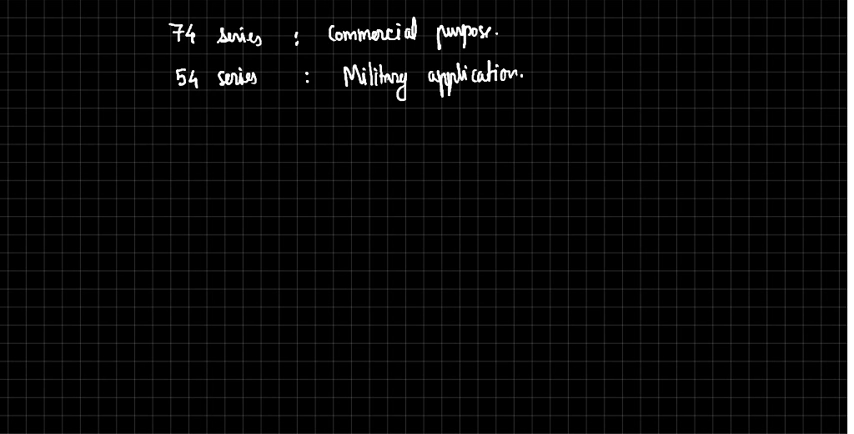 74 series : Commercial purpose.
54 series : Military application.